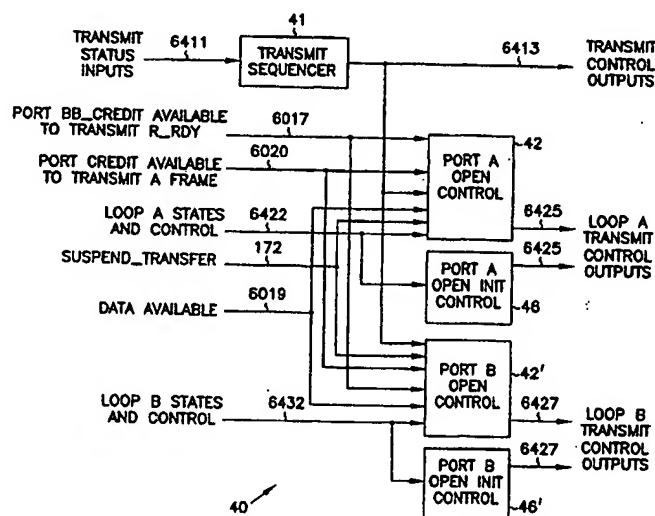 41
TRANSMIT
STATUS
INPUTS
6411
TRANSMIT
SEQUENCER
6413
TRANSMIT
CONTROL
OUTPUTS
PORT BB_CREDIT AVAILABLE
TO TRANSMIT R_RDY
6017
42
PORT CREDIT AVAILABLE
TO TRANSMIT A FRAME
6020
PORT A
OPEN
CONTROL
LOOP A STATES
AND CONTROL
6422
6425
LOOP A
TRANSMIT
CONTROL
OUTPUTS
SUSPEND_TRANSFER
172
6425
PORT A
OPEN INIT
CONTROL
46
DATA AVAILABLE
6019
PORT B
OPEN
CONTROL
42'
LOOP B STATES
AND CONTROL
6432
6427
LOOP B
TRANSMIT
CONTROL
OUTPUTS
6427
PORT B
OPEN INIT
CONTROL
46'
40